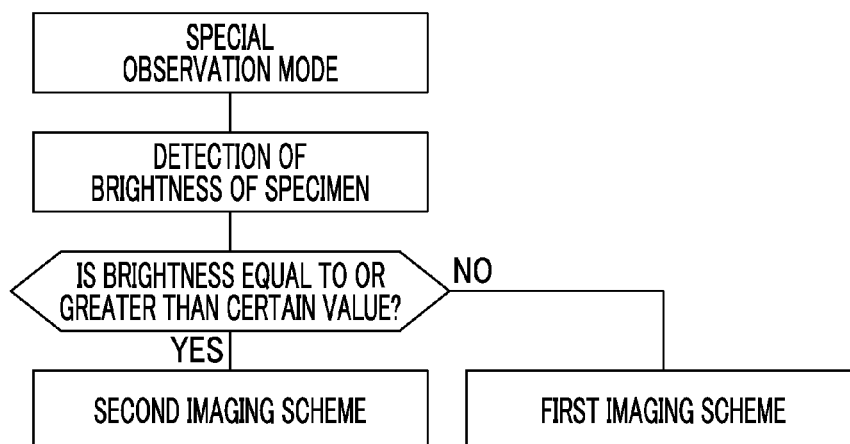 SPECIAL
OBSERVATION MODE
DETECTION OF
BRIGHTNESS OF SPECIMEN
IS BRIGHTNESS EQUAL TO OR
GREATER THAN CERTAIN VALUE?
NO
YES
SECOND IMAGING SCHEME
FIRST IMAGING SCHEME